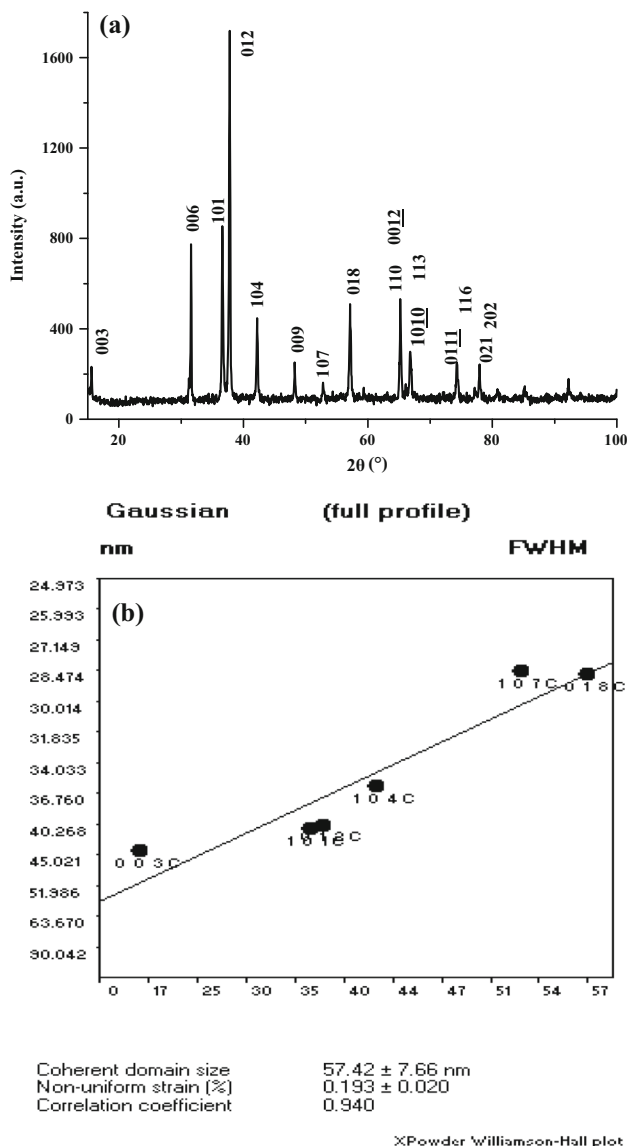 (a)
012
1600
1200
800
400
0
Intensity (a.u.)
003
006
101
104
009
107
018
110
0012
1010
113
0111
116
021
202
20
40
60
80
100
2θ (°)
Gaussian (full profile)
nm FWHM
(b)
24.973
25.993
27.149
28.474
30.014
31.835
34.033
36.760
40.268
45.021
51.986
63.670
90.042
1 0 7 C
0 1 8 C
1 0 4 C
0 0 3 C
0 17 25 30 35 40 44 47 51 54 57
Coherent domain size 57.42 ± 7.66 nm
Non-uniform strain (%) 0.193 ± 0.020
Correlation coefficient 0.940
XPowder Williamson-Hall plot